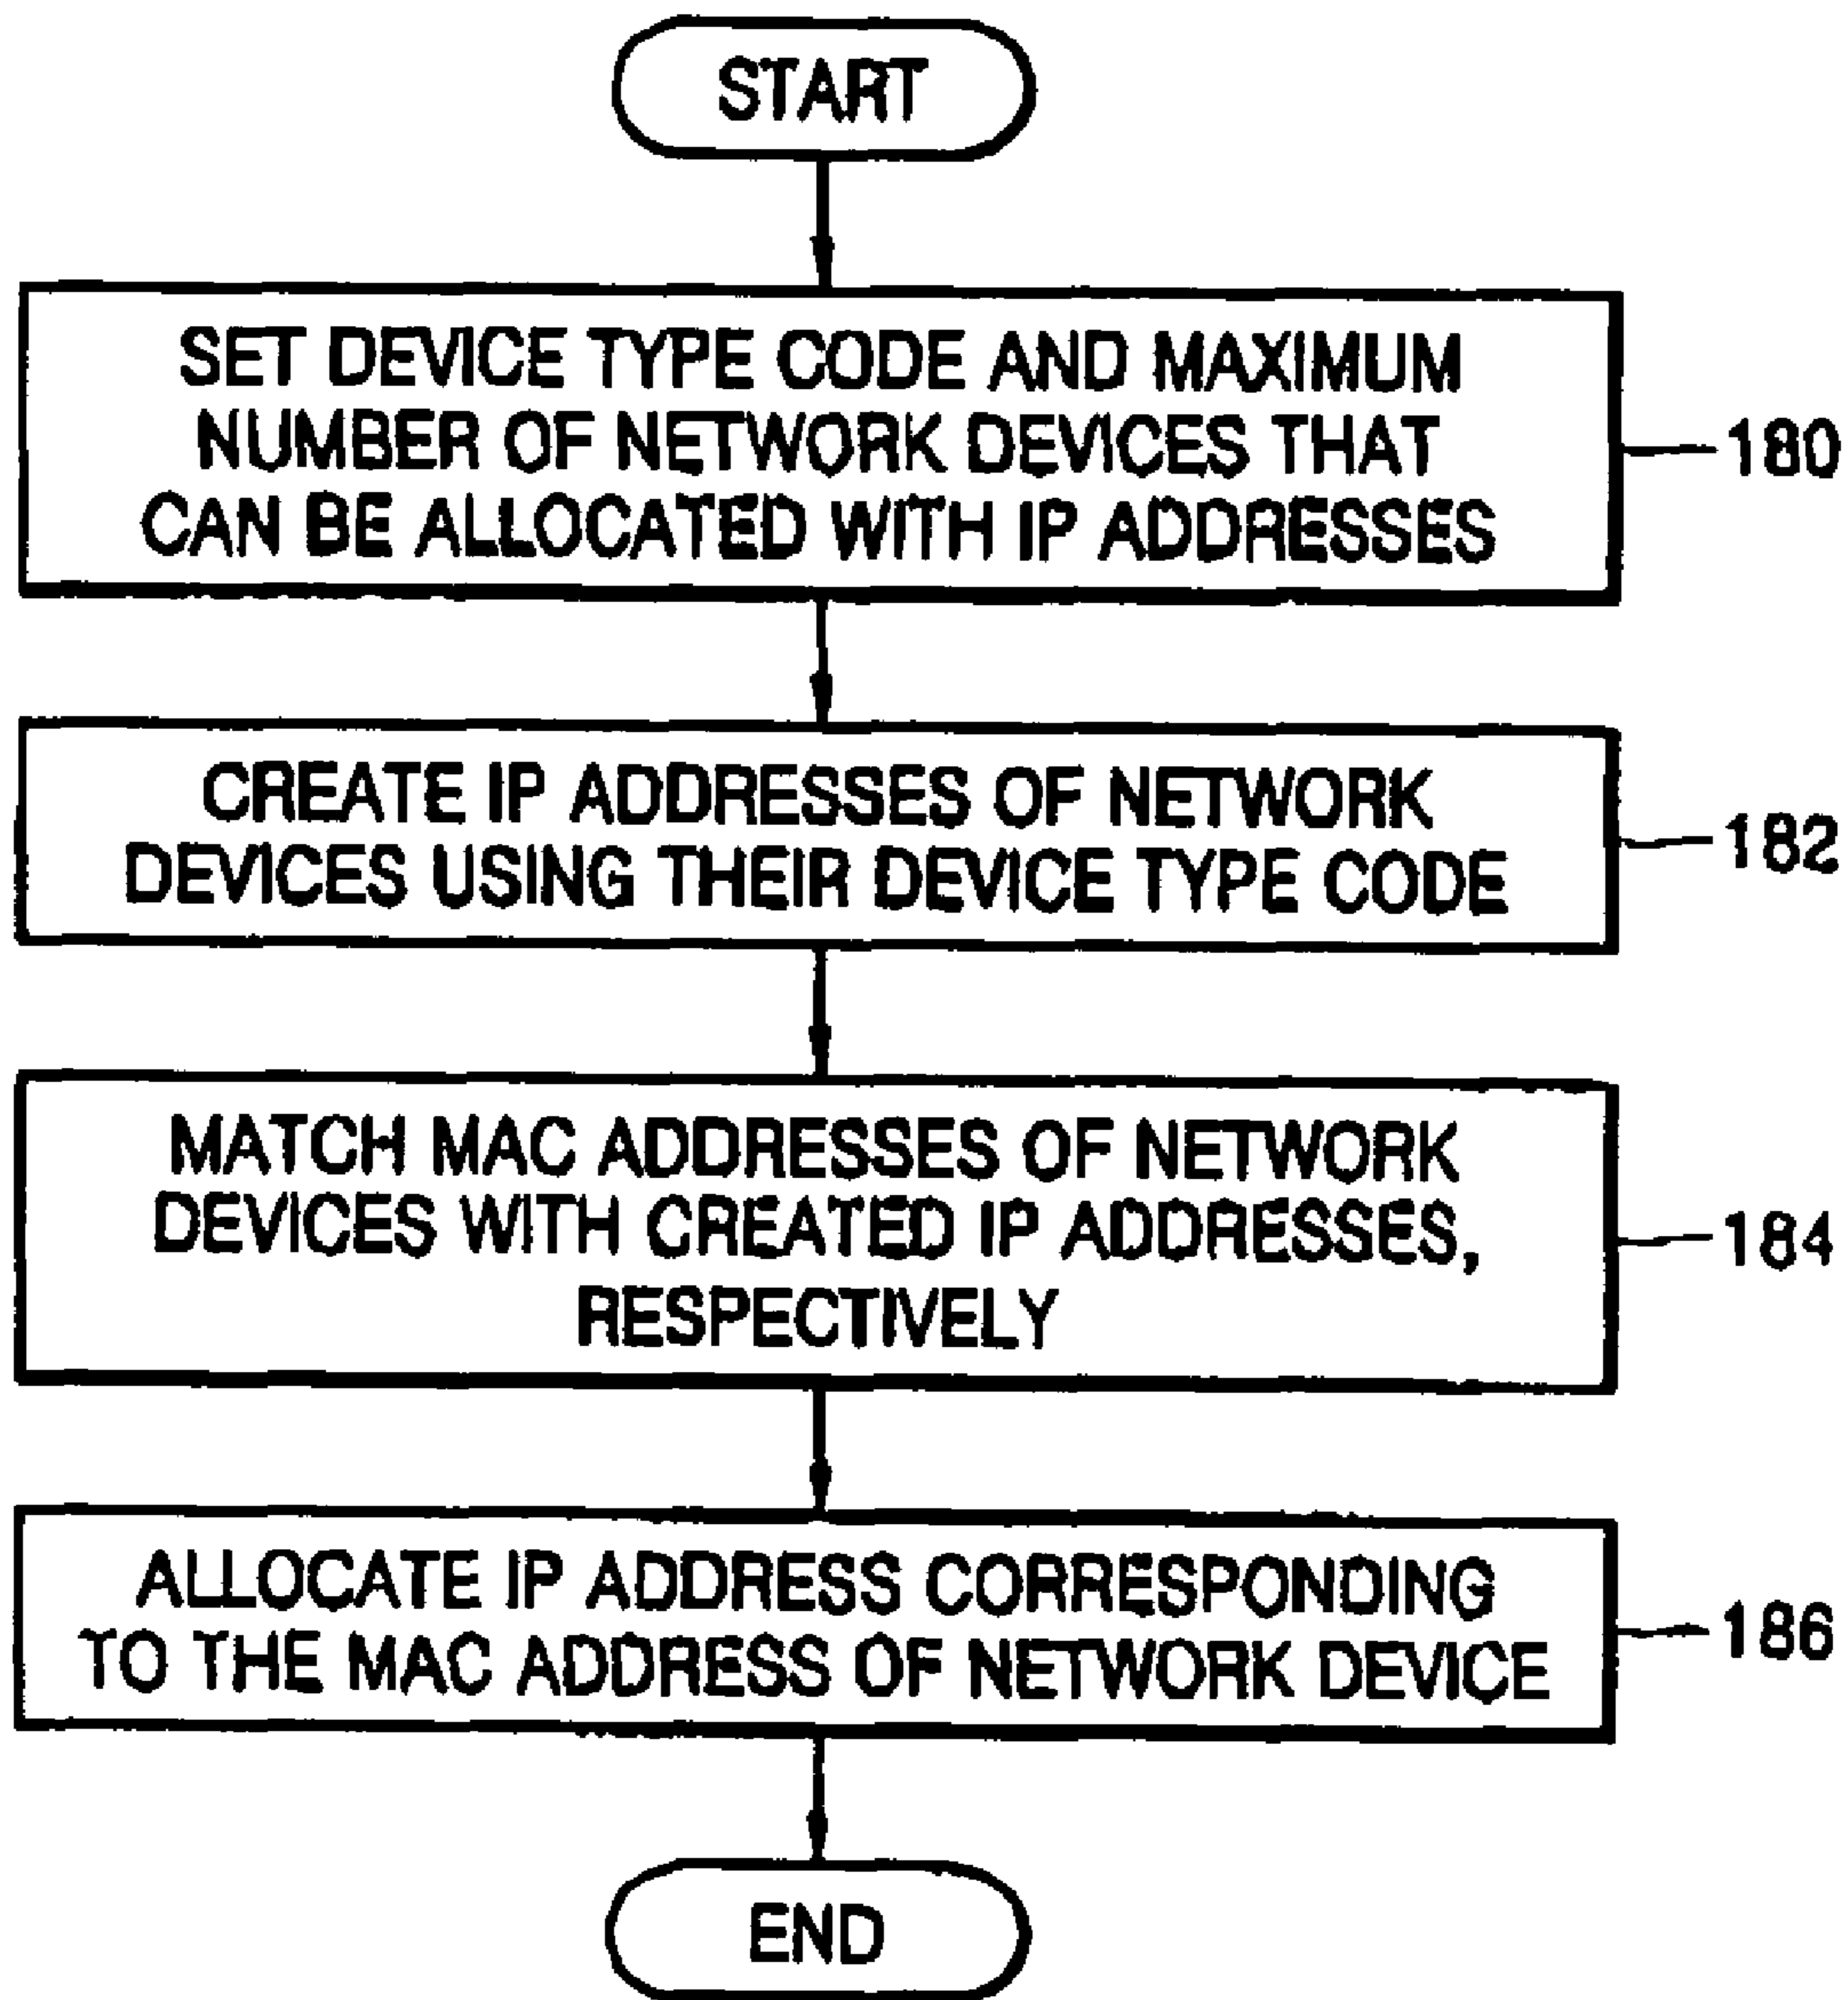 START
SET DEVICE TYPE CODE AND MAXIMUM
NUMBER OF NETWORK DEVICES THAT
CAN BE ALLOCATED WITH IP ADDRESSES
180
CREATE IP ADDRESSES OF NETWORK
DEVICES USING THEIR DEVICE TYPE CODE
182
MATCH MAC ADDRESSES OF NETWORK
DEVICES WITH CREATED IP ADDRESSES,
RESPECTIVELY
184
ALLOCATE IP ADDRESS CORRESPONDING
TO THE MAC ADDRESS OF NETWORK DEVICE
186
END